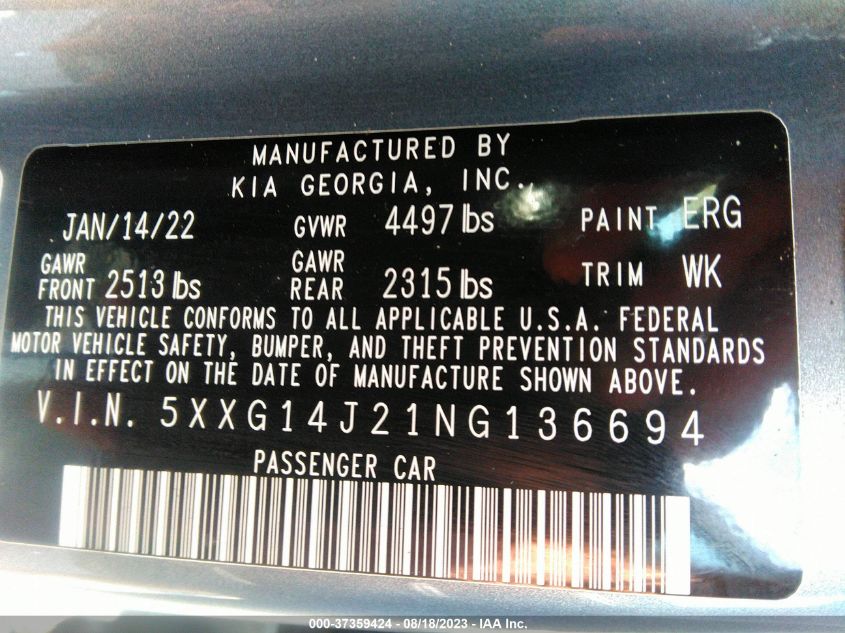 MANUFACTURED BY
KIA GEORGIA, INC.
JAN/14/22 GVWR 4497 lbs PAINT ERG
GAWR FRONT 2513 lbs GAWR REAR 2315 lbs TRIM WK
THIS VEHICLE CONFORMS TO ALL APPLICABLE U.S.A. FEDERAL
MOTOR VEHICLE SAFETY, BUMPER, AND THEFT PREVENTION STANDARDS
IN EFFECT ON THE DATE OF MANUFACTURE SHOWN ABOVE.
V.I.N. 5XXG14J21NG136694
PASSENGER CAR
000-37359424 - 08/18/2023 - IAA Inc.